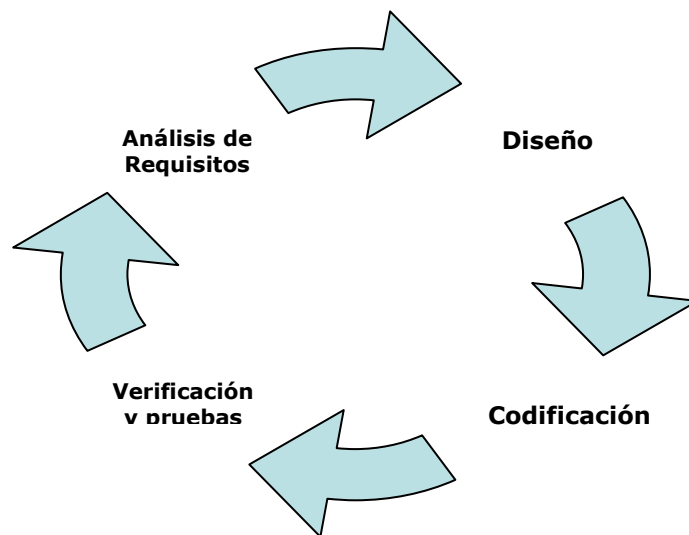 Análisis de
Requisitos
Diseño
Verificación
y pruebas
Codificación